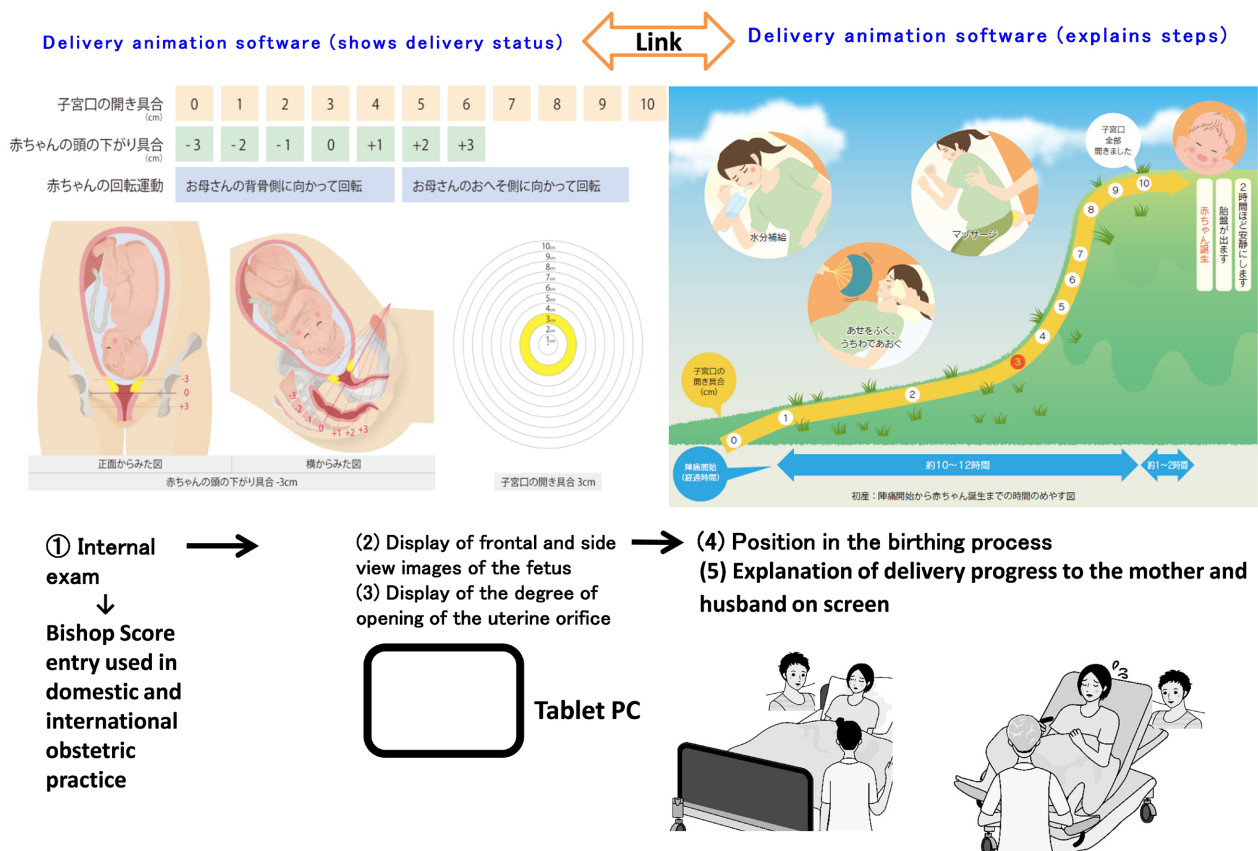 Delivery animation software (shows delivery status)
Link
Delivery animation software (explains steps)
子宮口の開き具合
(cm)
0 1 2 3 4 5 6 7 8 9 10
赤ちゃんの頭の下がり具合
(cm)
-3 -2 -1 0 +1 +2 +3
赤ちゃんの回転運動
お母さんの背骨側に向かって回転
お母さんのおへそ側に向かって回転
-3
0
+3
-3
-2
-1
0
+1
+2
+3
正面からみた図
横からみた図
赤ちゃんの頭の下がり具合 -3cm
10cm
9cm
8cm
7cm
6cm
5cm
4cm
3cm
2cm
1cm
子宮口の開き具合 3cm
水分補給
マッサージ
あせをふく、
うちわであおぐ
子宮口
全部
開きました
子宮口の
開き具合
(cm)
0
1
2
3
4
5
6
7
8
9
10
2時間ほど安静にします
胎盤が出ます
赤ちゃん誕生
陣痛開始
(経過時間)
約10〜12時間
約1〜2時間
初産：陣痛開始から赤ちゃん誕生までの時間のめやす図
① Internal
exam
↓
Bishop Score
entry used in
domestic and
international
obstetric
practice
(2) Display of frontal and side
view images of the fetus
(3) Display of the degree of
opening of the uterine orifice
Tablet PC
(4) Position in the birthing process
(5) Explanation of delivery progress to the mother and
husband on screen